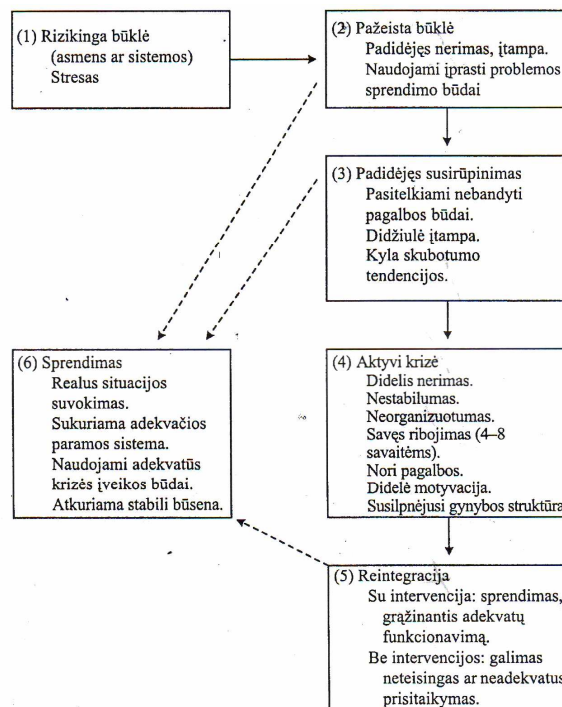 (1) Rizikinga būklė
(asmens ar sistemos)
Stresas
(2) Pažeista būklė
Padidėjęs nerimas, įtampa.
Naudojami įprasti problemos
sprendimo būdai
(3) Padidėjęs susirūpinimas
Pasitelkiami nebandyti
pagalbos būdai.
Didžiulė įtampa.
Kyla skubotumo
tendencijos.
(4) Aktyvi krizė
Didelis nerimas.
Nestabilumas.
Neorganizuotumas.
Savęs ribojimas (4–8
savaitėms).
Nori pagalbos.
Didelė motyvacija.
Susilpnėjusi gynybos struktūra
(5) Reintegracija
Su intervencija: sprendimas,
grąžinantis adekvatų
funkcionavimą.
Be intervencijos: galimas
neteisingas ar neadekvatus
prisitaikymas.
(6) Sprendimas
Realus situacijos
suvokimas.
Sukuriama adekvačios
paramos sistema.
Naudojami adekvatūs
krizės įveikos būdai.
Atkuriama stabili būsena.